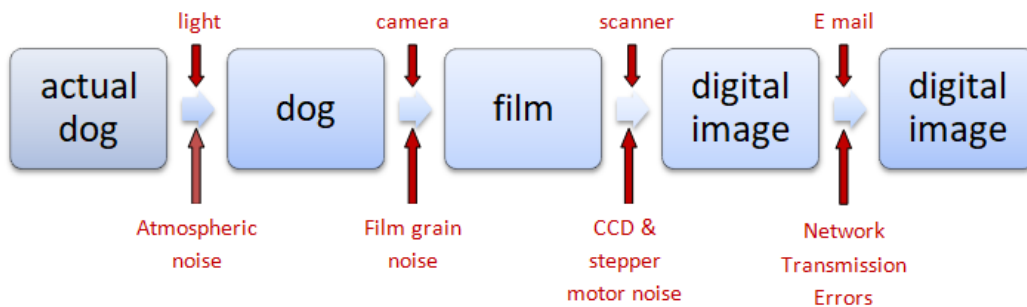 light
camera
scanner
E mail
actual
dog
dog
film
digital
image
digital
image
Atmospheric
noise
Film grain
noise
CCD &
stepper
motor noise
Network
Transmission
Errors